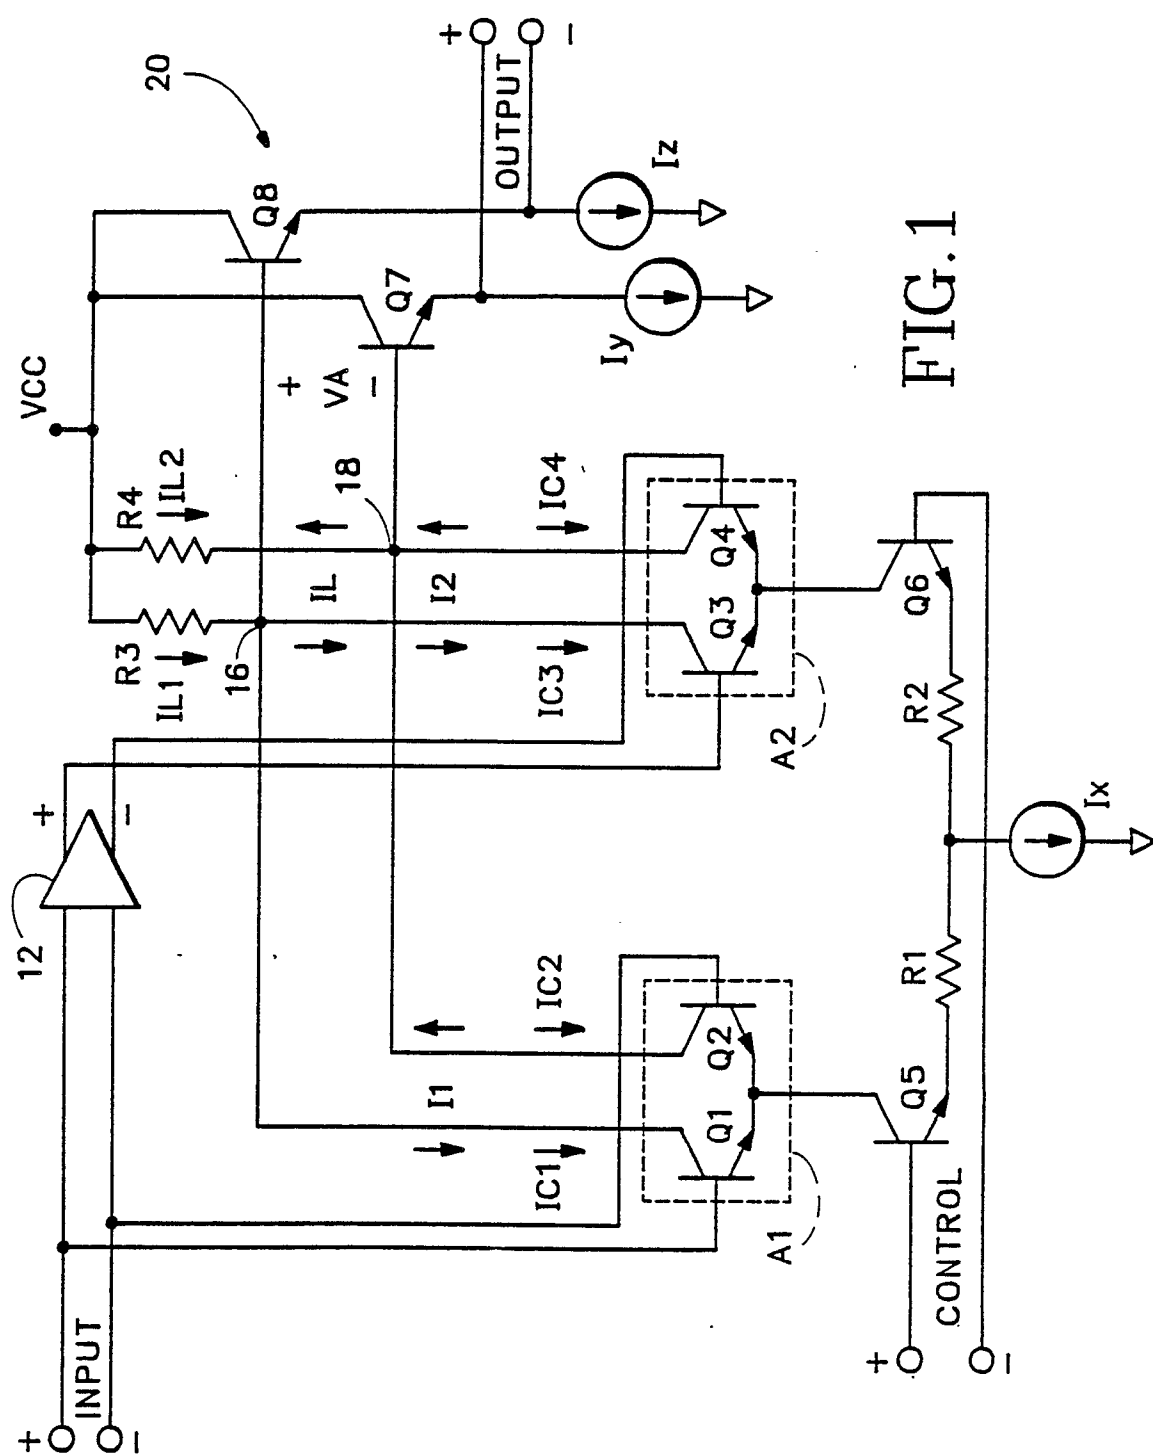 20
VCC
+
INPUT
-
12
+
-
R3
R4
IL1
IL2
16
18
IL
+
VA
-
Q8
Q7
+
OUTPUT
-
I1
I2
IC1
IC2
IC3
IC4
Iy
Iz
Q1
Q2
Q3
Q4
A1
A2
+
CONTROL
-
Q5
R1
R2
Q6
Ix
FIG.1